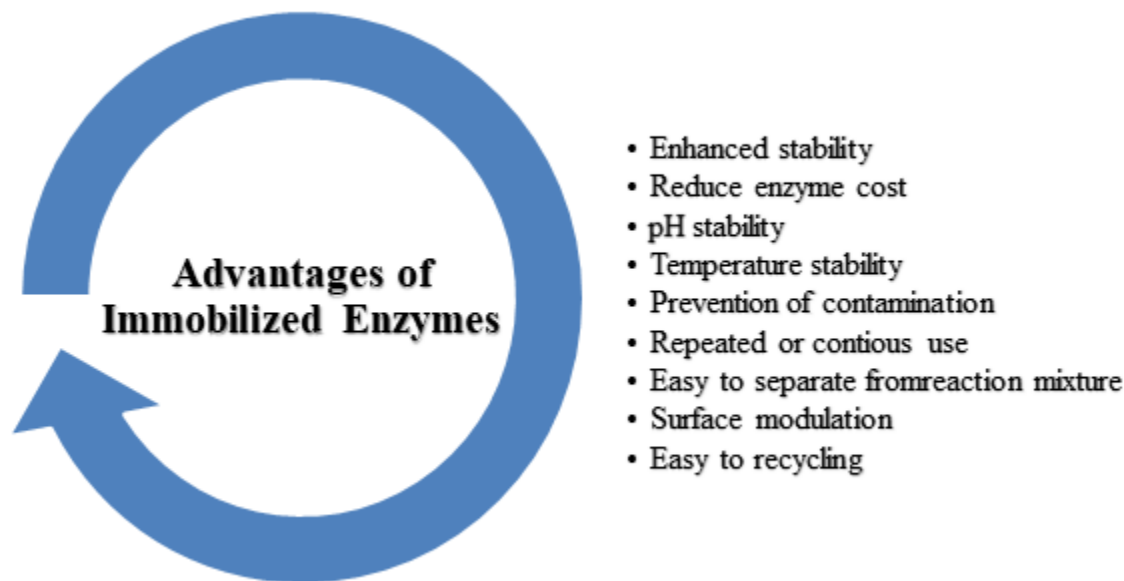 Advantages of
Immobilized Enzymes
• Enhanced stability
• Reduce enzyme cost
• pH stability
• Temperature stability
• Prevention of contamination
• Repeated or contious use
• Easy to separate fromreaction mixture
• Surface modulation
• Easy to recycling